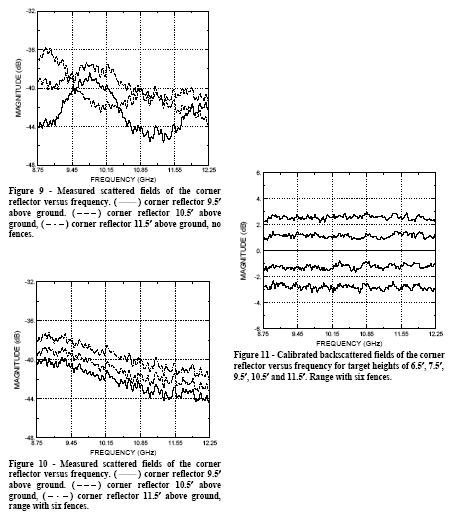 -32
-36
-40
-44
-48
MAGNITUDE (dB)
8.75 9.45 10.15 10.85 11.55 12.25
FREQUENCY (GHz)
Figure 9 - Measured scattered fields of the corner
reflector versus frequency. (——) corner reflector 9.5′
above ground. (– – –) corner reflector 10.5′ above
ground, (– · –) corner reflector 11.5′ above ground, no
fences.
-32
-36
-40
-44
-48
MAGNITUDE (dB)
8.75 9.45 10.15 10.85 11.55 12.25
FREQUENCY (GHz)
Figure 10 - Measured scattered fields of the corner
reflector versus frequency. (——) corner reflector 9.5′
above ground. (– – –) corner reflector 10.5′ above
ground, (– · –) corner reflector 11.5′ above ground,
range with six fences.
6.
4.
2.
0.
-2.
-4.
-6.
MAGNITUDE (dB)
8.75 9.45 10.15 10.85 11.55 12.25
FREQUENCY (GHz)
Figure 11 - Calibrated backscattered fields of the corner
reflector versus frequency for target heights of 6.5′, 7.5′,
9.5′, 10.5′ and 11.5′. Range with six fences.